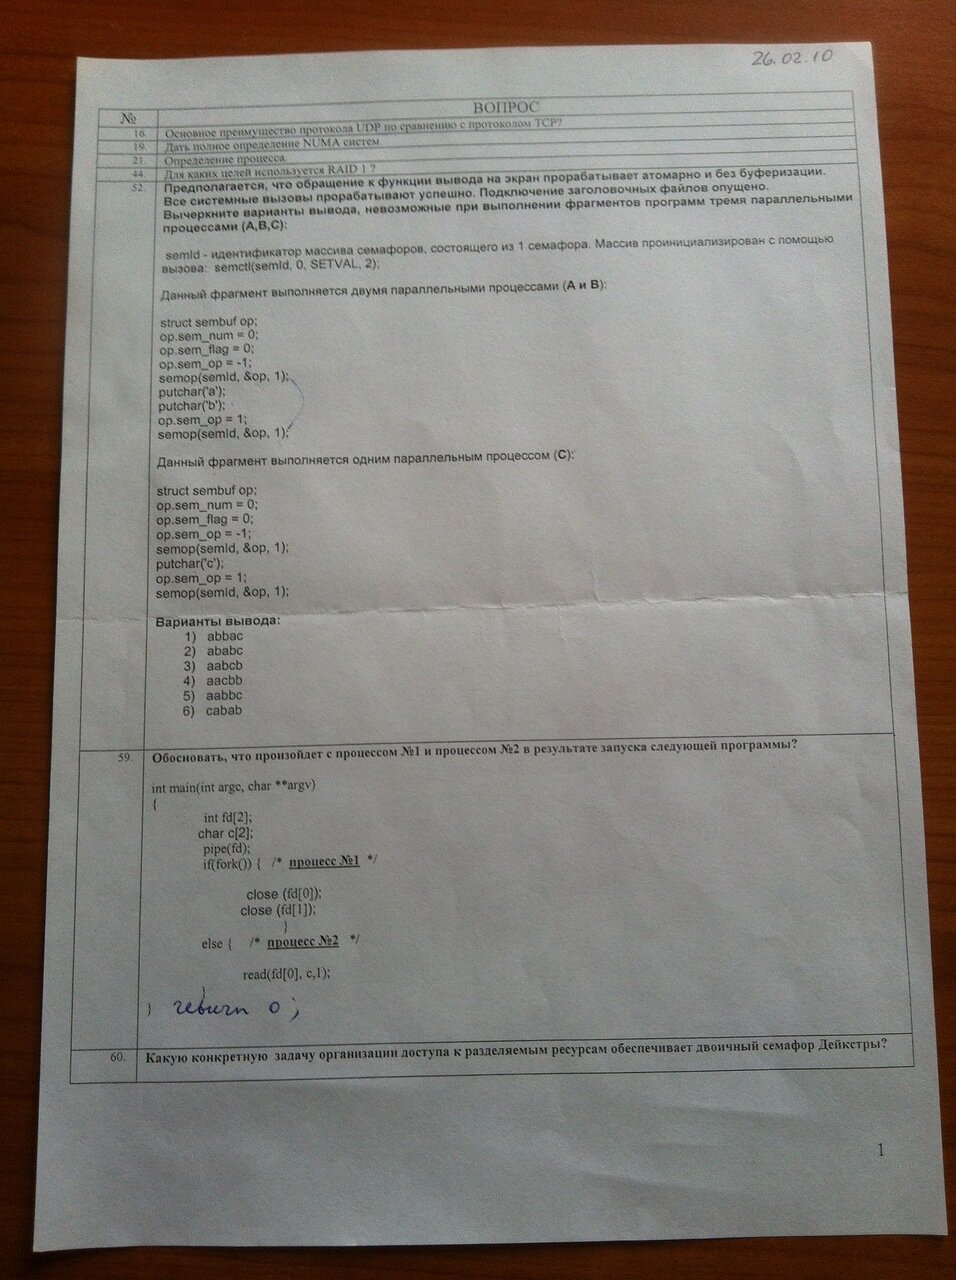 26.02.10
№ ВОПРОС
18. Основное преимущество протокола UDP по сравнению с протоколом TCP?
19. Дать полное определение NUMA систем.
21. Определение процесса.
44. Для каких целей используется RAID 1 ?
52. Предполагается, что обращение к функции вывода на экран прорабатывает атомарно и без буферизации.
Все системные вызовы прорабатывают успешно. Подключение заголовочных файлов опущено.
Вычеркните варианты вывода, невозможные при выполнении фрагментов программ тремя параллельными
процессами (A,B,C):
semId - идентификатор массива семафоров, состоящего из 1 семафора. Массив проинициализирован с помощью
вызова: semctl(semId, 0, SETVAL, 2);
Данный фрагмент выполняется двумя параллельными процессами (А и В):
struct sembuf op;
op.sem_num = 0;
op.sem_flag = 0;
op.sem_op = -1;
semop(semId, &op, 1);
putchar('a');
putchar('b');
op.sem_op = 1;
semop(semId, &op, 1);
Данный фрагмент выполняется одним параллельным процессом (С):
struct sembuf op;
op.sem_num = 0;
op.sem_flag = 0;
op.sem_op = -1;
semop(semId, &op, 1);
putchar('c');
op.sem_op = 1;
semop(semId, &op, 1);
Варианты вывода:
1) abbac
2) ababc
3) aabcb
4) aacbb
5) aabbc
6) cabab
59. Обосновать, что произойдет с процессом №1 и процессом №2 в результате запуска следующей программы?
int main(int argc, char **argv)
{
int fd[2];
char c[2];
pipe(fd);
if(fork()) { /* процесс №1 */
close (fd[0]);
close (fd[1]);
}
else { /* процесс №2 */
read(fd[0], c,1);
}
} return 0;
60. Какую конкретную задачу организации доступа к разделяемым ресурсам обеспечивает двоичный семафор Дейкстры?
1